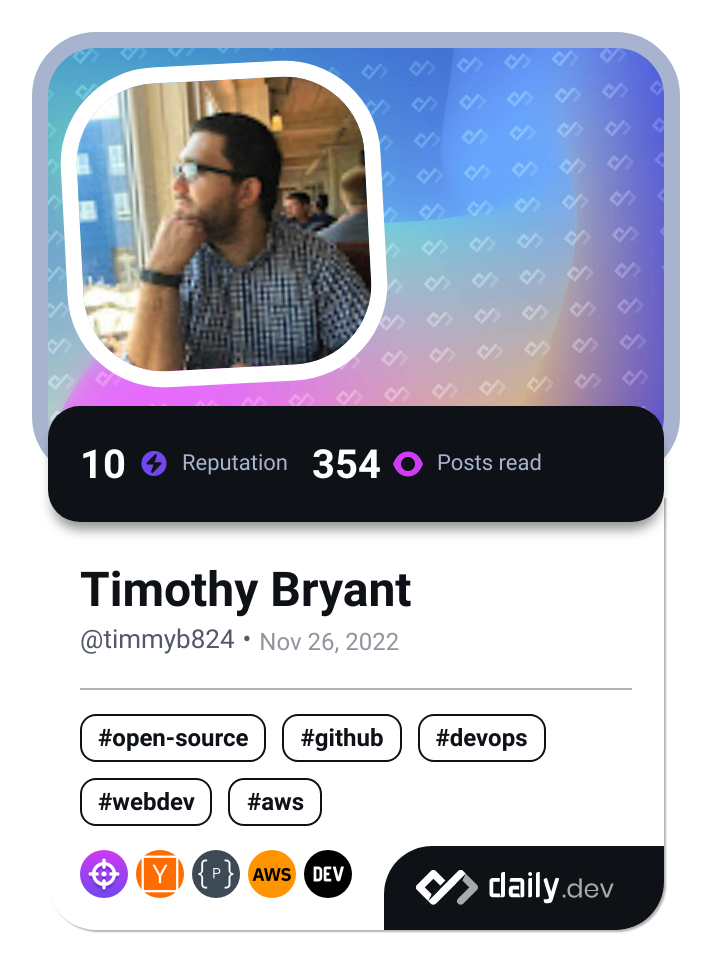 10 Reputation 354 Posts read
Timothy Bryant
@timmyb824 • Nov 26, 2022
#open-source #github #devops
#webdev #aws
Y {P} AWS DEV
daily.dev